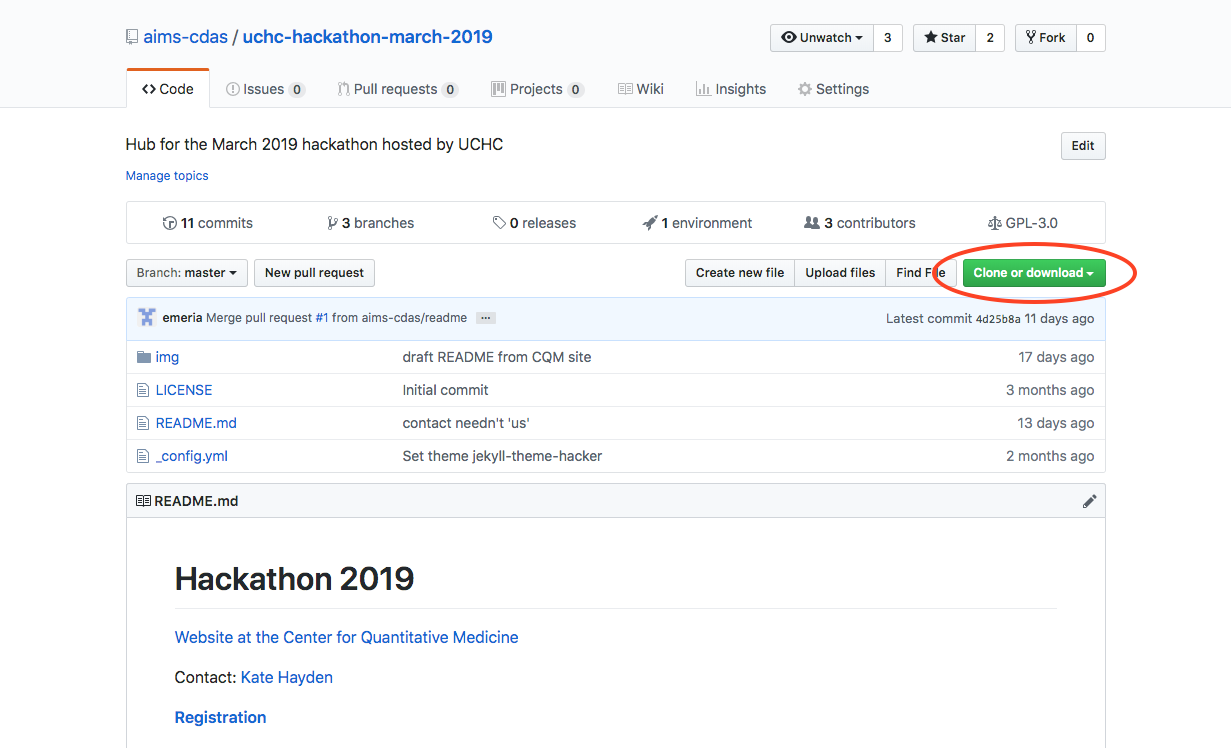 aims-cdas / uchc-hackathon-march-2019
Unwatch 3 Star 2 Fork 0
Code Issues 0 Pull requests 0 Projects 0 Wiki Insights Settings
Hub for the March 2019 hackathon hosted by UCHC Edit
Manage topics
11 commits 3 branches 0 releases 1 environment 3 contributors GPL-3.0
Branch: master New pull request Create new file Upload files Find File Clone or download
emeria Merge pull request #1 from aims-cdas/readme ... Latest commit 4d25b8a 11 days ago
img draft README from CQM site 17 days ago
LICENSE Initial commit 3 months ago
README.md contact needn't 'us' 13 days ago
_config.yml Set theme jekyll-theme-hacker 2 months ago
README.md
Hackathon 2019
Website at the Center for Quantitative Medicine
Contact: Kate Hayden
Registration